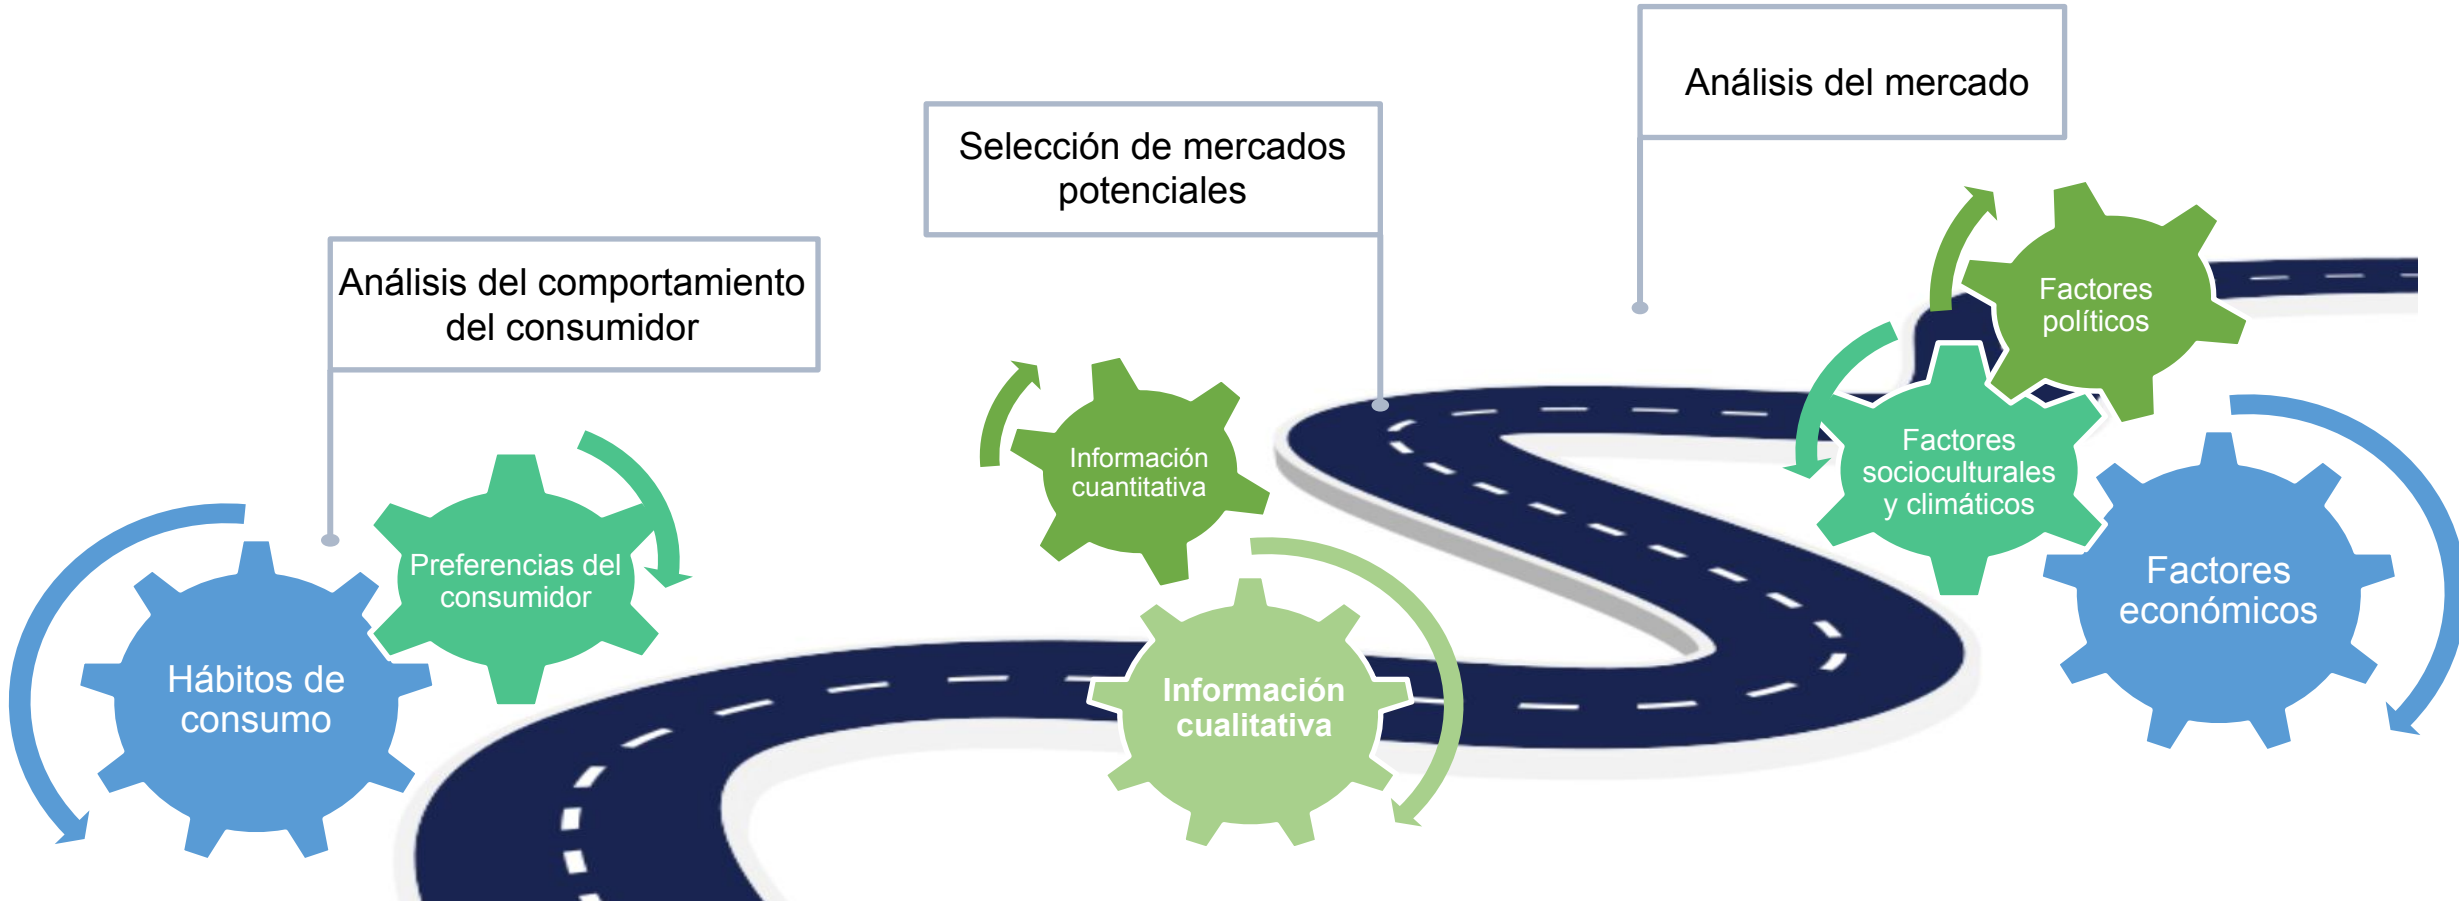 Análisis del comportamiento
del consumidor
Hábitos de
consumo
Preferencias del
consumidor
Selección de mercados
potenciales
Información
cuantitativa
Información
cualitativa
Análisis del mercado
Factores
políticos
Factores
socioculturales
y climáticos
Factores
económicos